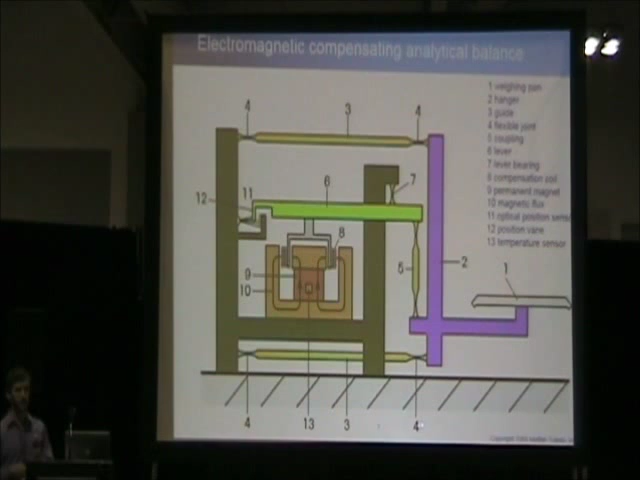 Electromagnetic compensating analytical balance
1 weighing pan
2 hanger
3 guide
4 flexible joint
5 coupling
6 lever
7 lever bearing
8 compensation coil
9 permanent magnet
10 magnetic flux
11 optical position sens
12 position vane
13 temperature sensor
4
3
4
12
11
6
7
8
9
10
5
2
1
4
13
3
4